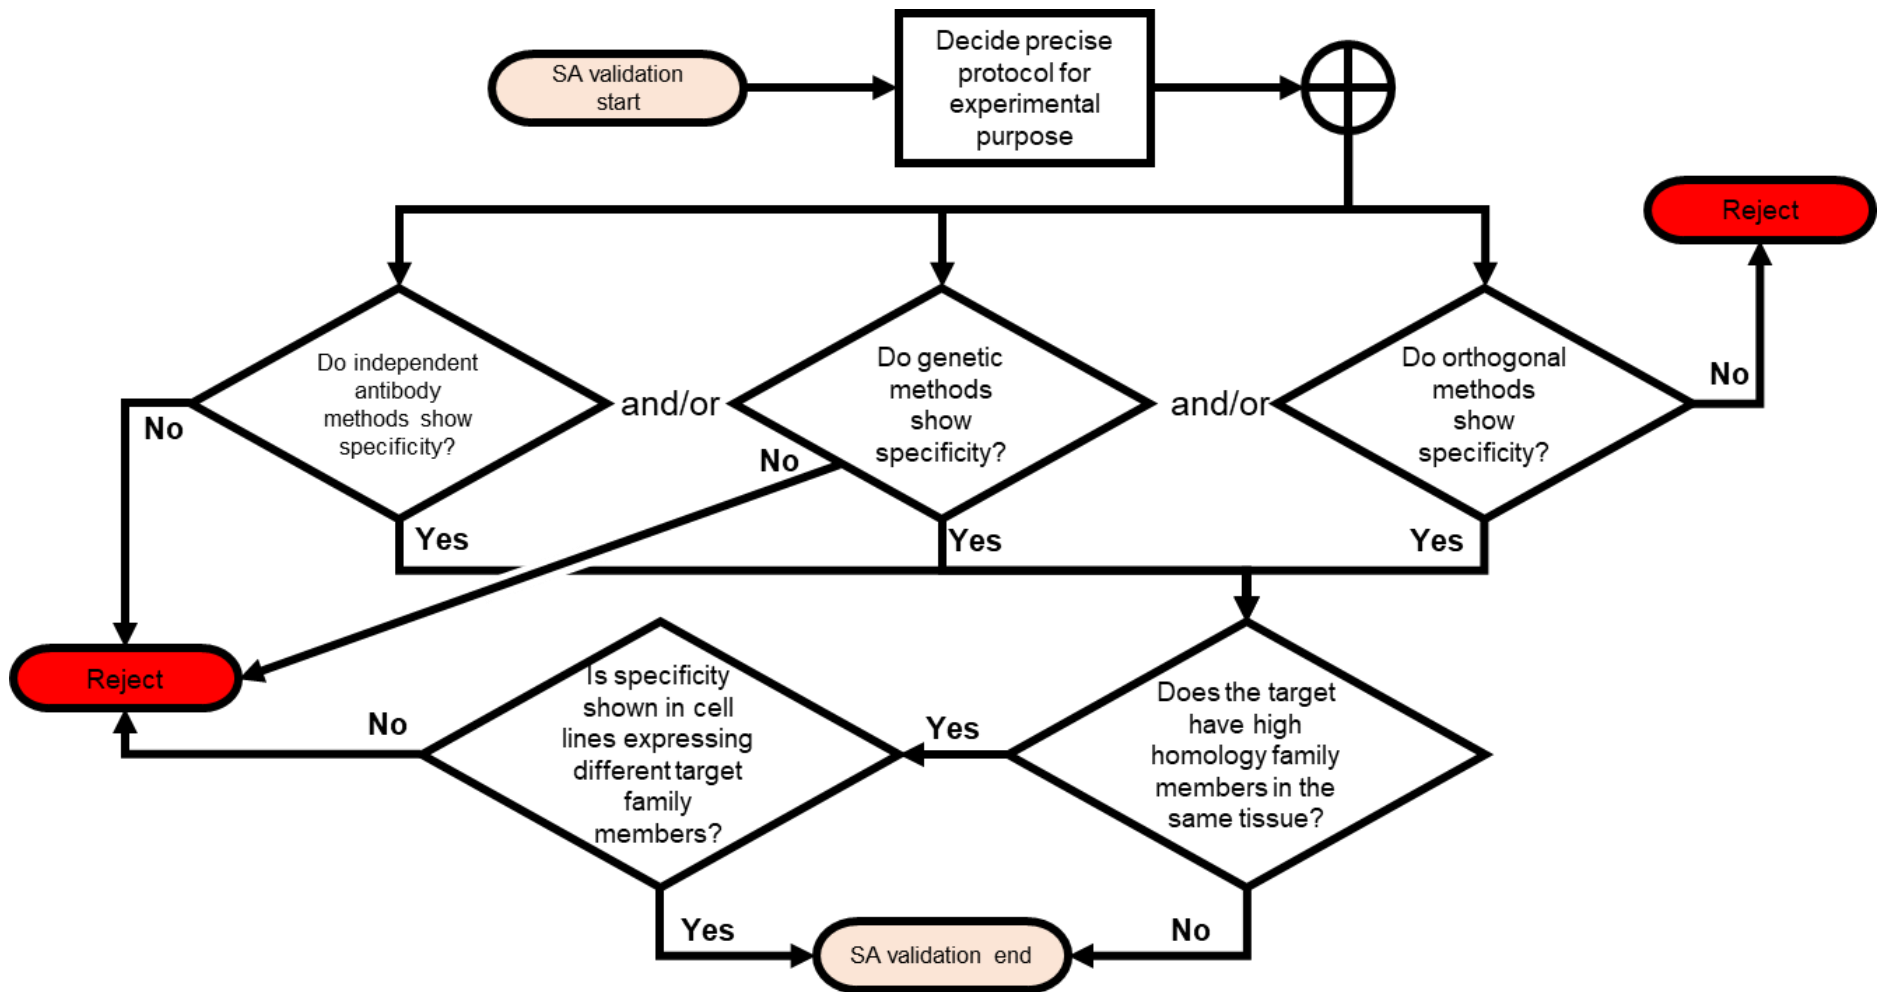 SA validation
start
Decide precise
protocol for
experimental
purpose
Reject
Do independent
antibody
methods show
specificity?
and/or
Do genetic
methods
show
specificity?
and/or
Do orthogonal
methods
show
specificity?
No
No
No
Yes
Yes
Yes
Reject
Is specificity
shown in cell
lines expressing
different target
family
members?
No
Yes
Does the target
have high
homology family
members in the
same tissue?
Yes
No
SA validation end